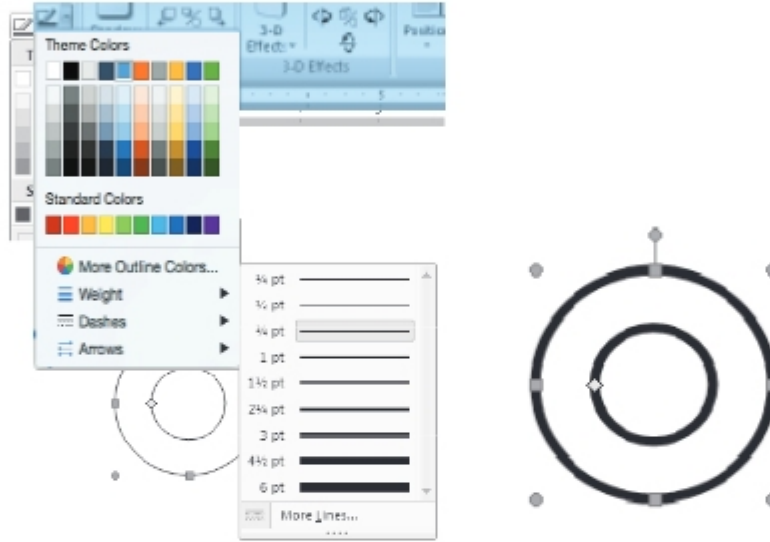 3-D
Effects
Position
3-D Effects
5
Theme Colors
Standard Colors
More Outline Colors...
Weight
Dashes
Arrows
¼ pt
½ pt
¾ pt
1 pt
1½ pt
2¼ pt
3 pt
4½ pt
6 pt
More Lines...